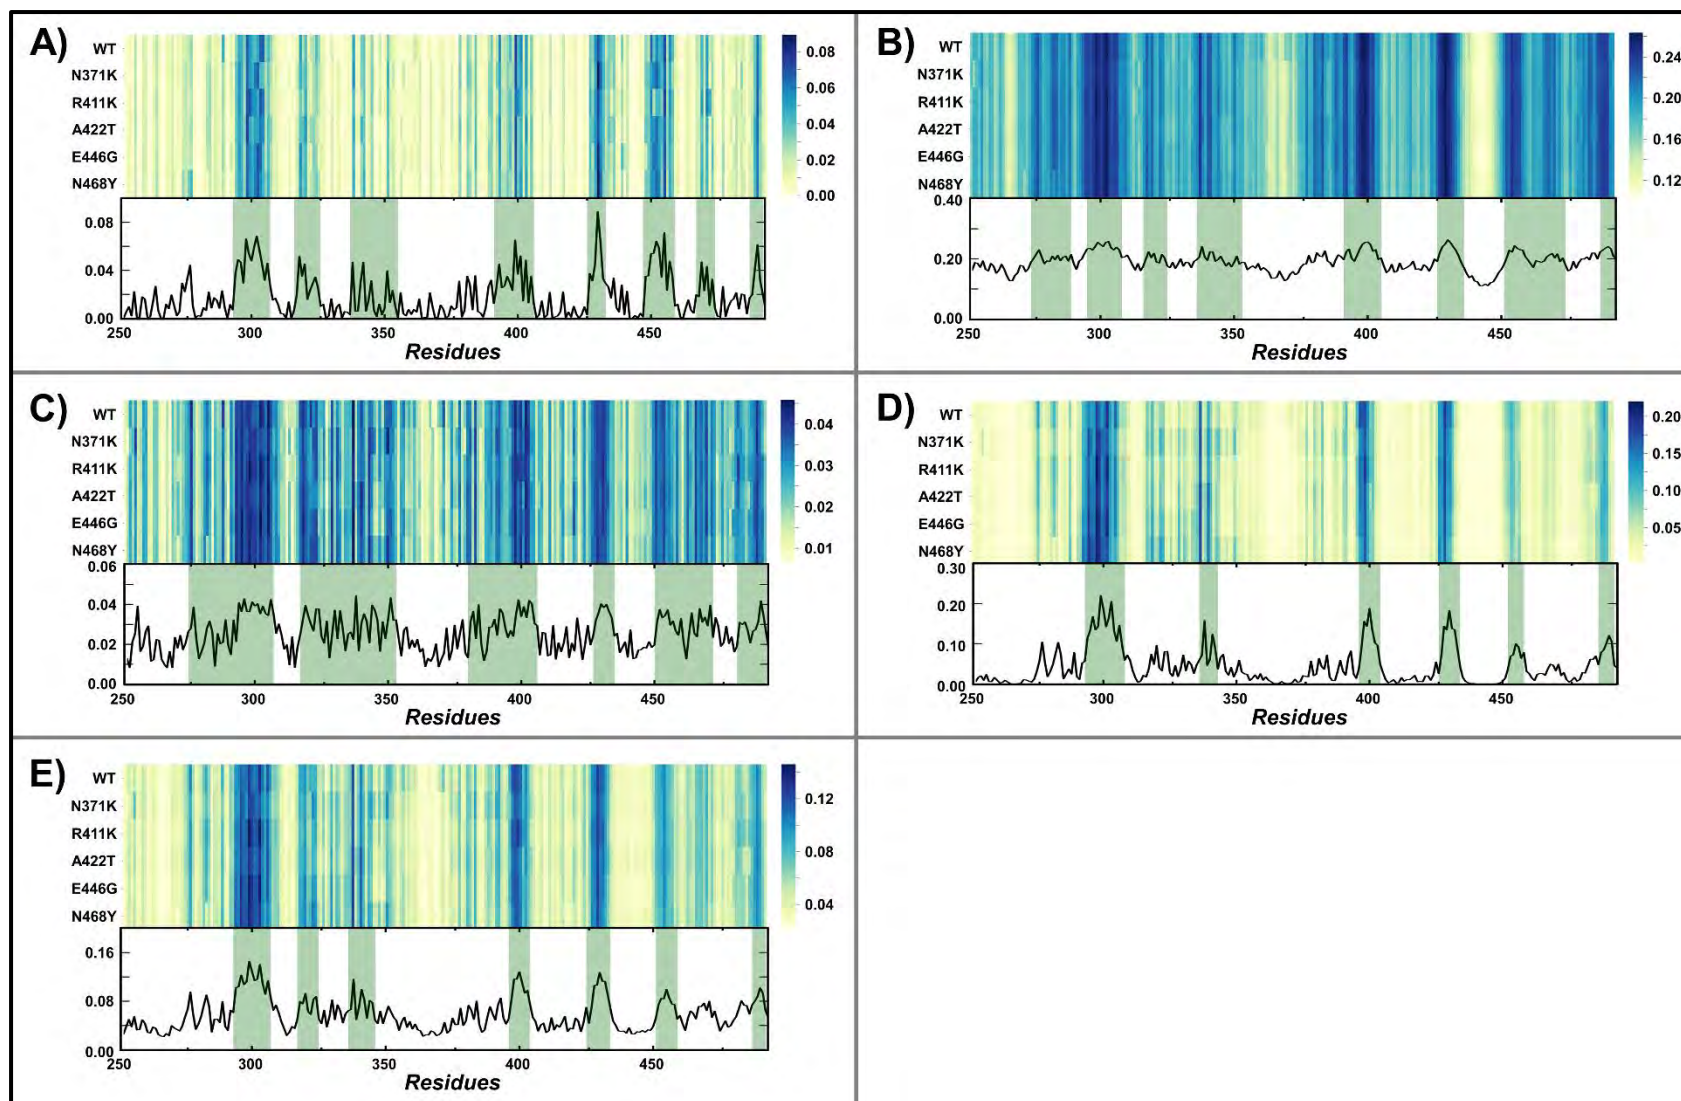 A)
WT
N371K
R411K
A422T
E446G
N468Y
0.08
0.06
0.04
0.02
0.00
0.08
0.04
0.00
250 300 350 400 450
Residues
B)
WT
N371K
R411K
A422T
E446G
N468Y
0.24
0.20
0.16
0.12
0.40
0.20
0.00
250 300 350 400 450
Residues
C)
WT
N371K
R411K
A422T
E446G
N468Y
0.04
0.03
0.02
0.01
0.06
0.04
0.02
0.00
250 300 350 400 450
Residues
D)
WT
N371K
R411K
A422T
E446G
N468Y
0.20
0.15
0.10
0.05
0.30
0.20
0.10
0.00
250 300 350 400 450
Residues
E)
WT
N371K
R411K
A422T
E446G
N468Y
0.12
0.08
0.04
0.16
0.08
0.00
250 300 350 400 450
Residues